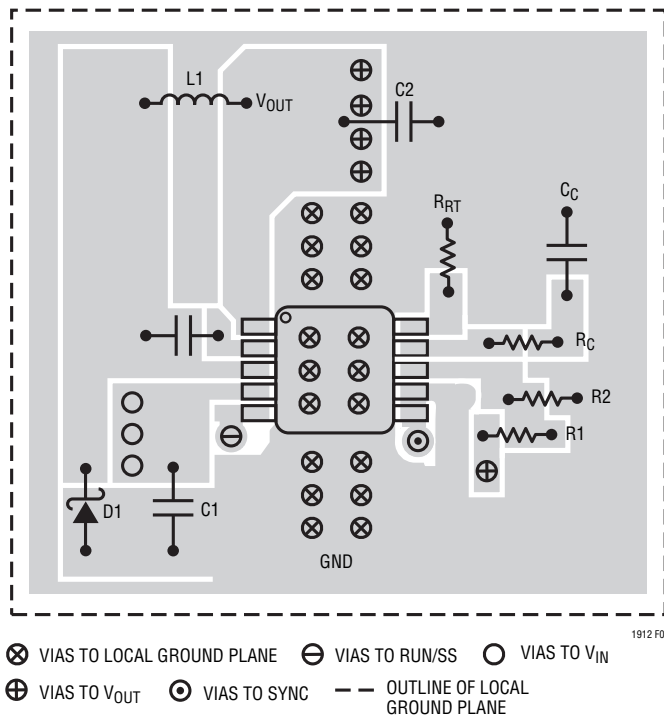 L1
VOUT
C2
CC
RRT
RC
R2
R1
D1
C1
GND
1912 F0
VIAS TO LOCAL GROUND PLANE
VIAS TO RUN/SS
VIAS TO VIN
VIAS TO VOUT
VIAS TO SYNC
OUTLINE OF LOCAL
GROUND PLANE